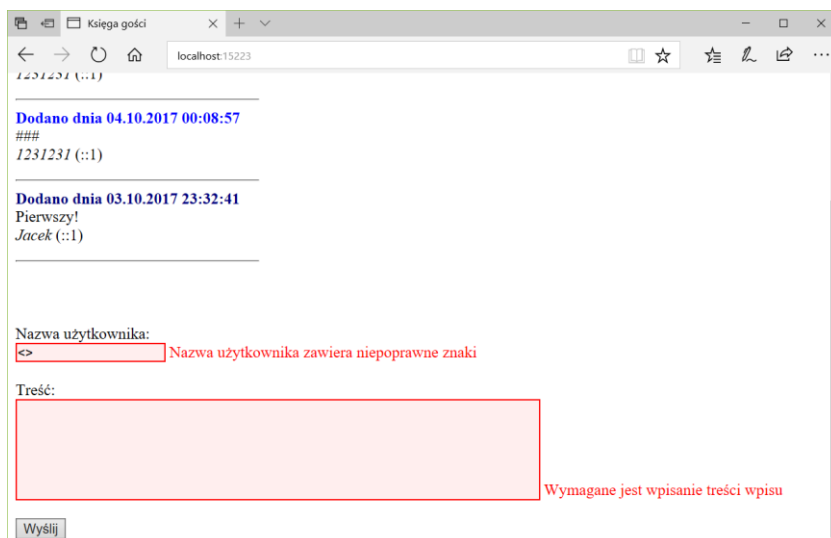 Księga gości
localhost:15223
1231231 (::1)
Dodano dnia 04.10.2017 00:08:57
###
1231231 (::1)
Dodano dnia 03.10.2017 23:32:41
Pierwszy!
Jacek (::1)
Nazwa użytkownika:
<> Nazwa użytkownika zawiera niepoprawne znaki
Treść:
Wymagane jest wpisanie treści wpisu
Wyślij